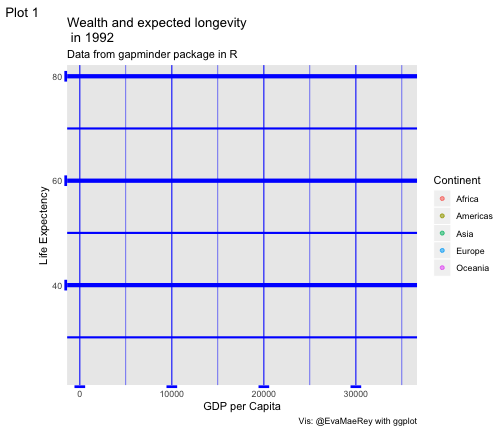 Plot 1
Wealth and expected longevity
in 1992
Data from gapminder package in R
80
60
40
Life Expectency
0 10000 20000 30000
GDP per Capita
Continent
Africa
Americas
Asia
Europe
Oceania
Vis: @EvaMaeRey with ggplot